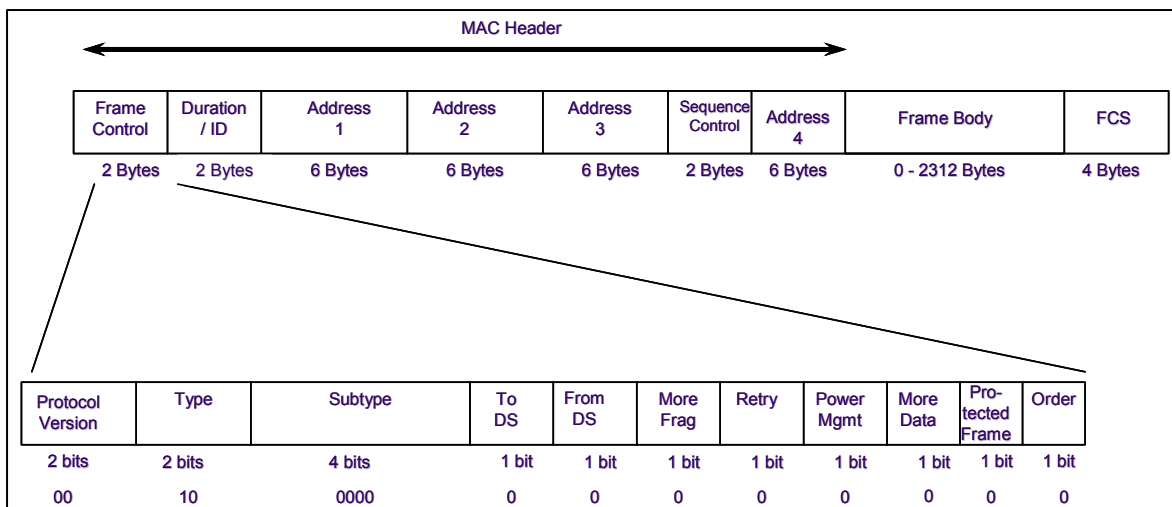 MAC Header
Frame Control Duration / ID Address 1 Address 2 Address 3 Sequence Control Address 4 Frame Body FCS
2 Bytes 2 Bytes 6 Bytes 6 Bytes 6 Bytes 2 Bytes 6 Bytes 0 - 2312 Bytes 4 Bytes
Protocol Version Type Subtype To DS From DS More Frag Retry Power Mgmt More Data Pro- tected Frame Order
2 bits 2 bits 4 bits 1 bit 1 bit 1 bit 1 bit 1 bit 1 bit 1 bit 1 bit
00 10 0000 0 0 0 0 0 0 0 0